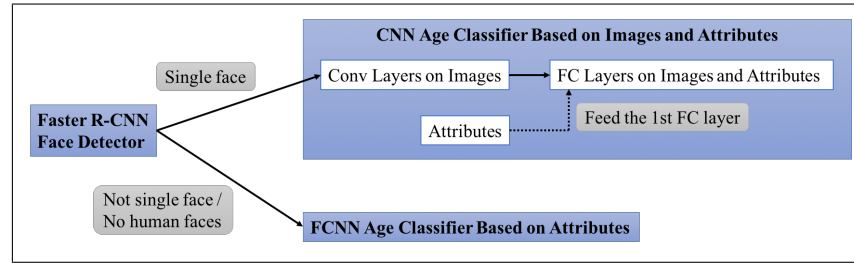 CNN Age Classifier Based on Images and Attributes
Single face
Conv Layers on Images
FC Layers on Images and Attributes
Faster R-CNN
Face Detector
Attributes
Feed the 1st FC layer
Not single face /
No human faces
FCNN Age Classifier Based on Attributes